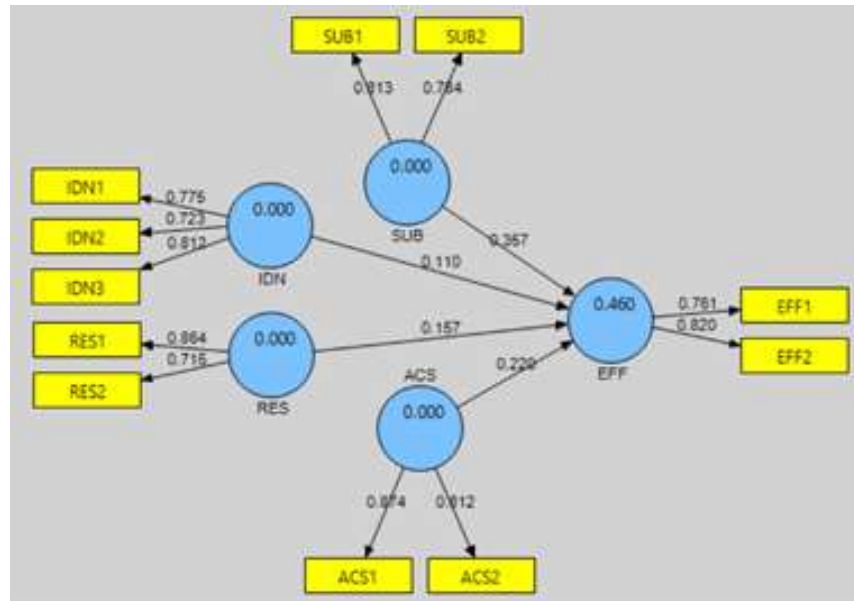 SUB1 SUB2
0.813 0.784
0.000
SUB
IDN1
IDN2
IDN3
0.775
0.723
0.812
0.000
IDN
0.367
0.110
RES1
RES2
0.864
0.715
0.000
RES
0.157
0.460
EFF
0.761
0.820
EFF1
EFF2
ACS
0.000
0.220
0.874 0.812
ACS1 ACS2